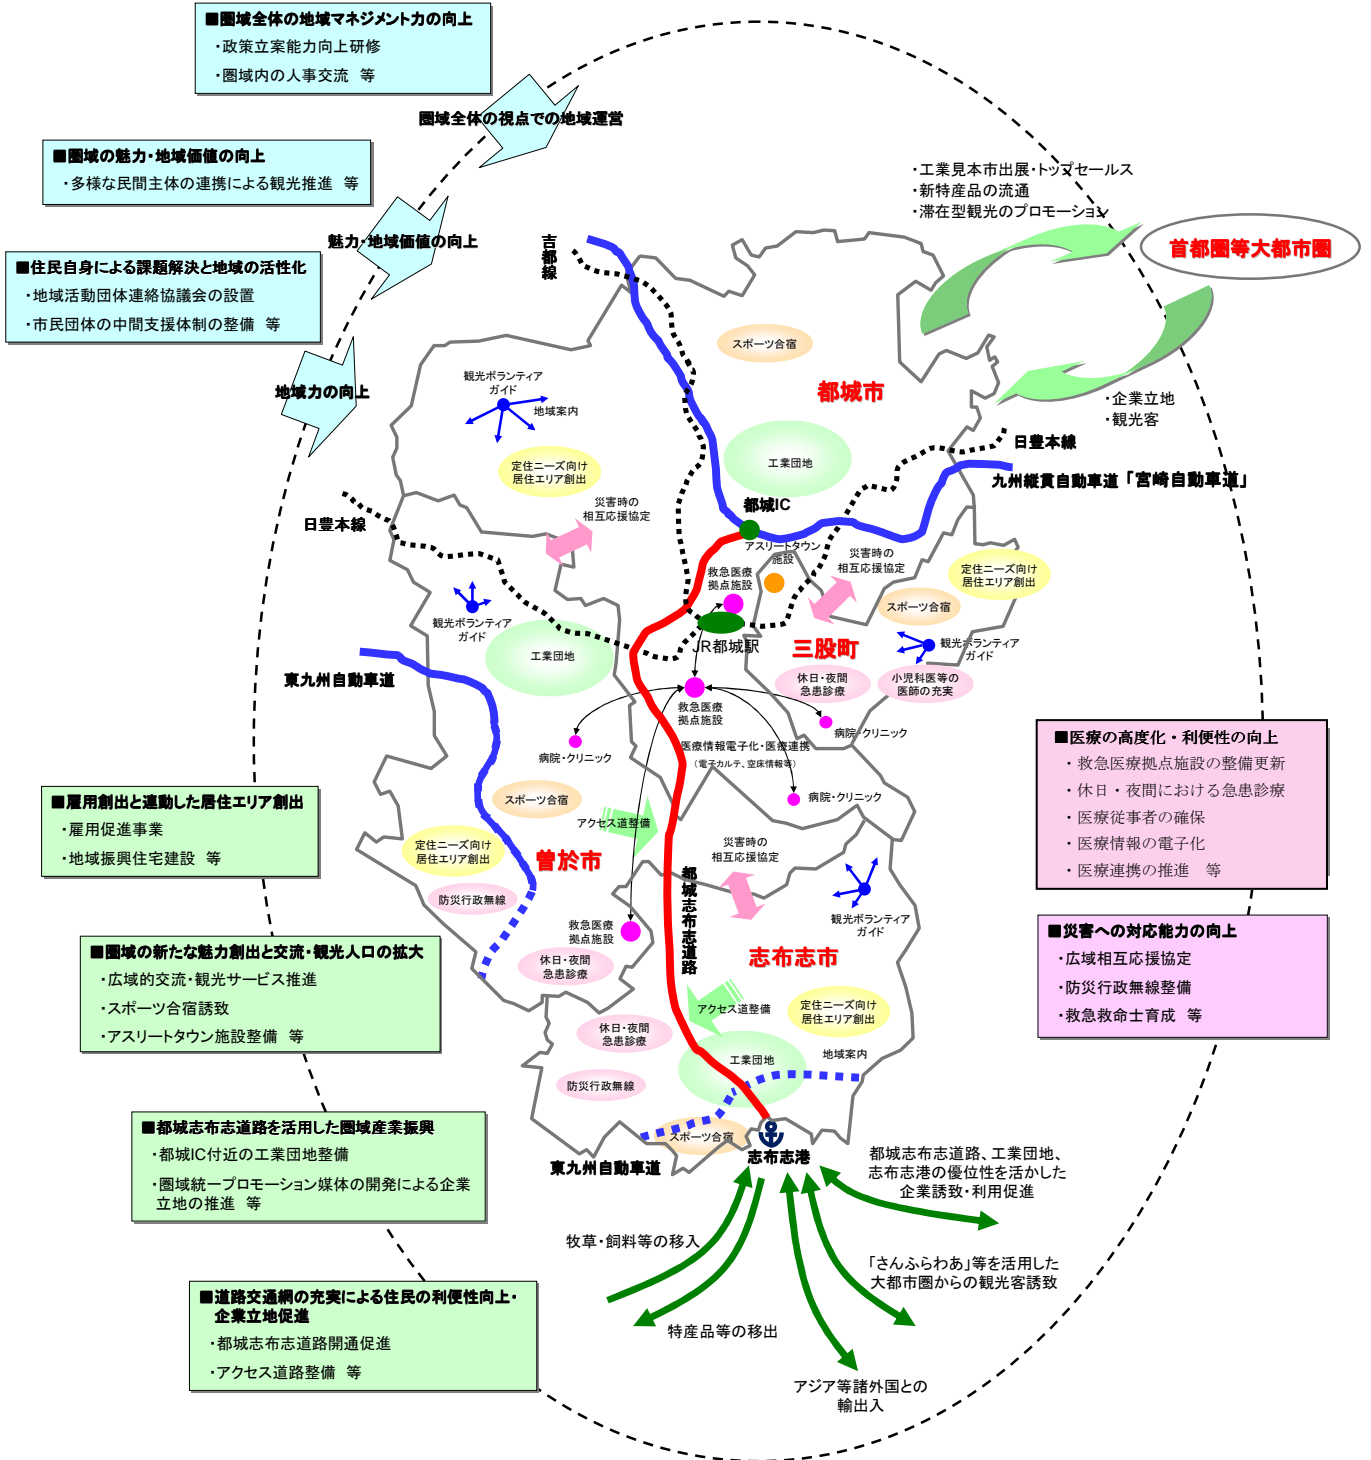 ■圏域全体の地域マネジメント力の向上
・政策立案能力向上研修
・圏域内の人事交流　等
圏域全体の視点での地域運営
■圏域の魅力・地域価値の向上
・多様な民間主体の連携による観光推進　等
魅力・地域価値の向上
■住民自身による課題解決と地域の活性化
・地域活動団体連絡協議会の設置
・市民団体の中間支援体制の整備　等
地域力の向上
・工業見本市出展・トップセールス
・新特産品の流通
・滞在型観光のプロモーション
首都圏等大都市圏
・企業立地
・観光客
吉都線
スポーツ合宿
都城市
観光ボランティア
ガイド
地域案内
工業団地
定住ニーズ向け
居住エリア創出
日豊本線
九州縦貫自動車道「宮崎自動車道」
都城IC
災害時の
相互応援協定
日豊本線
アスリートタウン
施設
救急医療
拠点施設
災害時の
相互応援協定
定住ニーズ向け
居住エリア創出
スポーツ合宿
観光ボランティア
ガイド
JR都城駅
三股町
観光ボランティア
ガイド
工業団地
東九州自動車道
休日・夜間
急患診療
小児科医等の
医師の充実
救急医療
拠点施設
病院・クリニック
病院・クリニック
医療情報電子化・医療連携
（電子カルテ、空床情報等）
病院・クリニック
スポーツ合宿
アクセス道整備
定住ニーズ向け
居住エリア創出
曽於市
災害時の
相互応援協定
都城志布志道路
防災行政無線
観光ボランティア
ガイド
救急医療
拠点施設
志布志市
休日・夜間
急患診療
アクセス道整備
定住ニーズ向け
居住エリア創出
休日・夜間
急患診療
工業団地
地域案内
防災行政無線
スポーツ合宿
東九州自動車道
志布志港
■医療の高度化・利便性の向上
・救急医療拠点施設の整備更新
・休日・夜間における急患診療
・医療従事者の確保
・医療情報の電子化
・医療連携の推進　等
■災害への対応能力の向上
・広域相互応援協定
・防災行政無線整備
・救急救命士育成　等
■雇用創出と連動した居住エリア創出
・雇用促進事業
・地域振興住宅建設　等
■圏域の新たな魅力創出と交流・観光人口の拡大
・広域的交流・観光サービス推進
・スポーツ合宿誘致
・アスリートタウン施設整備　等
■都城志布志道路を活用した圏域産業振興
・都城IC付近の工業団地整備
・圏域統一プロモーション媒体の開発による企業
立地の推進　等
■道路交通網の充実による住民の利便性向上・
企業立地促進
・都城志布志道路開通促進
・アクセス道路整備　等
都城志布志道路、工業団地、
志布志港の優位性を活かした
企業誘致・利用促進
牧草・飼料等の移入
「さんふらわあ」等を活用した
大都市圏からの観光客誘致
特産品等の移出
アジア等諸外国との
輸出入